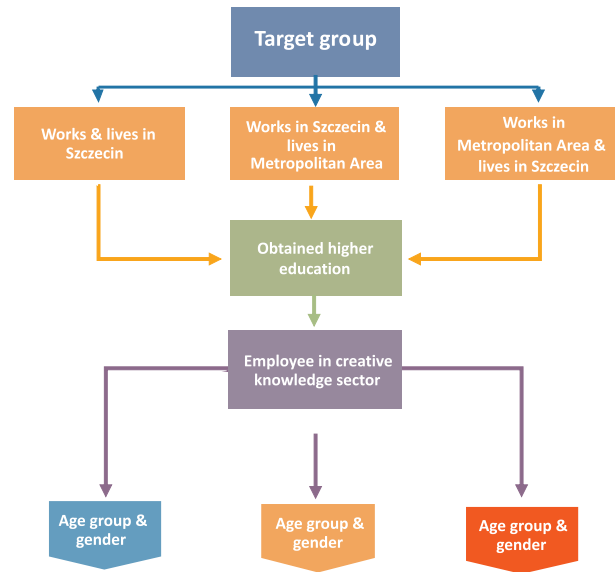 Target group
Works & lives in
Szczecin
Works in Szczecin &
lives in
Metropolitan Area
Works in
Metropolitan Area &
lives in Szczecin
Obtained higher
education
Employee in creative
knowledge sector
Age group &
gender
Age group &
gender
Age group &
gender